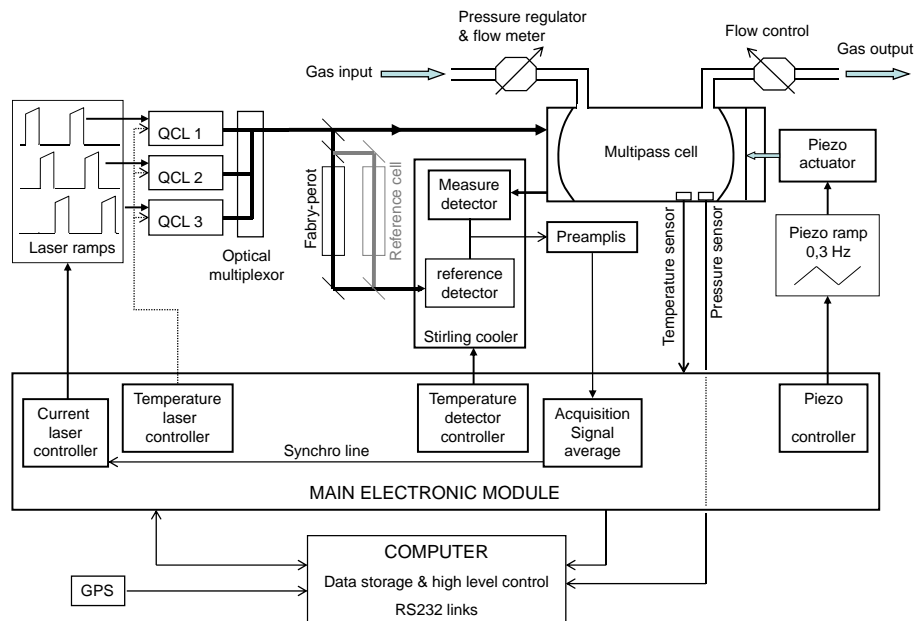 Pressure regulator
& flow meter
Flow control
Gas input
Gas output
QCL 1
QCL 2
QCL 3
Laser ramps
Optical
multiplexor
Fabry-perot
Reference cell
Measure
detector
reference
detector
Stirling cooler
Preamplis
Multipass cell
Temperature sensor
Pressure sensor
Piezo
actuator
Piezo ramp
0,3 Hz
Current
laser
controller
Temperature
laser
controller
Temperature
detector
controller
Acquisition
Signal
average
Piezo
controller
Synchro line
MAIN ELECTRONIC MODULE
COMPUTER
Data storage & high level control
RS232 links
GPS